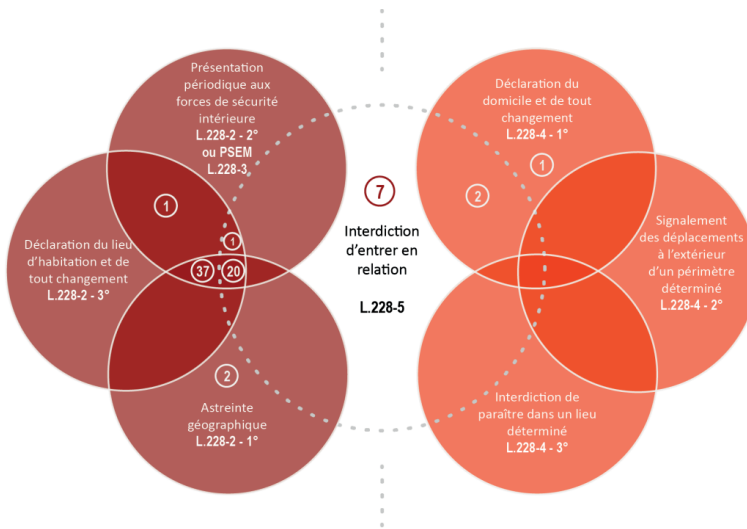 Présentation
périodique aux
forces de sécurité
intérieure
L.228-2 - 2°
ou PSEM
L.228-3
1
Déclaration du lieu
d'habitation et de
tout changement
L.228-2 - 3°
1
37
20
2
Astreinte
géographique
L.228-2 - 1°
7
Interdiction
d'entrer en
relation
L.228-5
Déclaration du
domicile et de tout
changement
L.228-4 - 1°
1
2
Signalement
des déplacements
à l'extérieur
d'un périmètre
déterminé
L.228-4 - 2°
Interdiction de
paraître dans un lieu
déterminé
L.228-4 - 3°